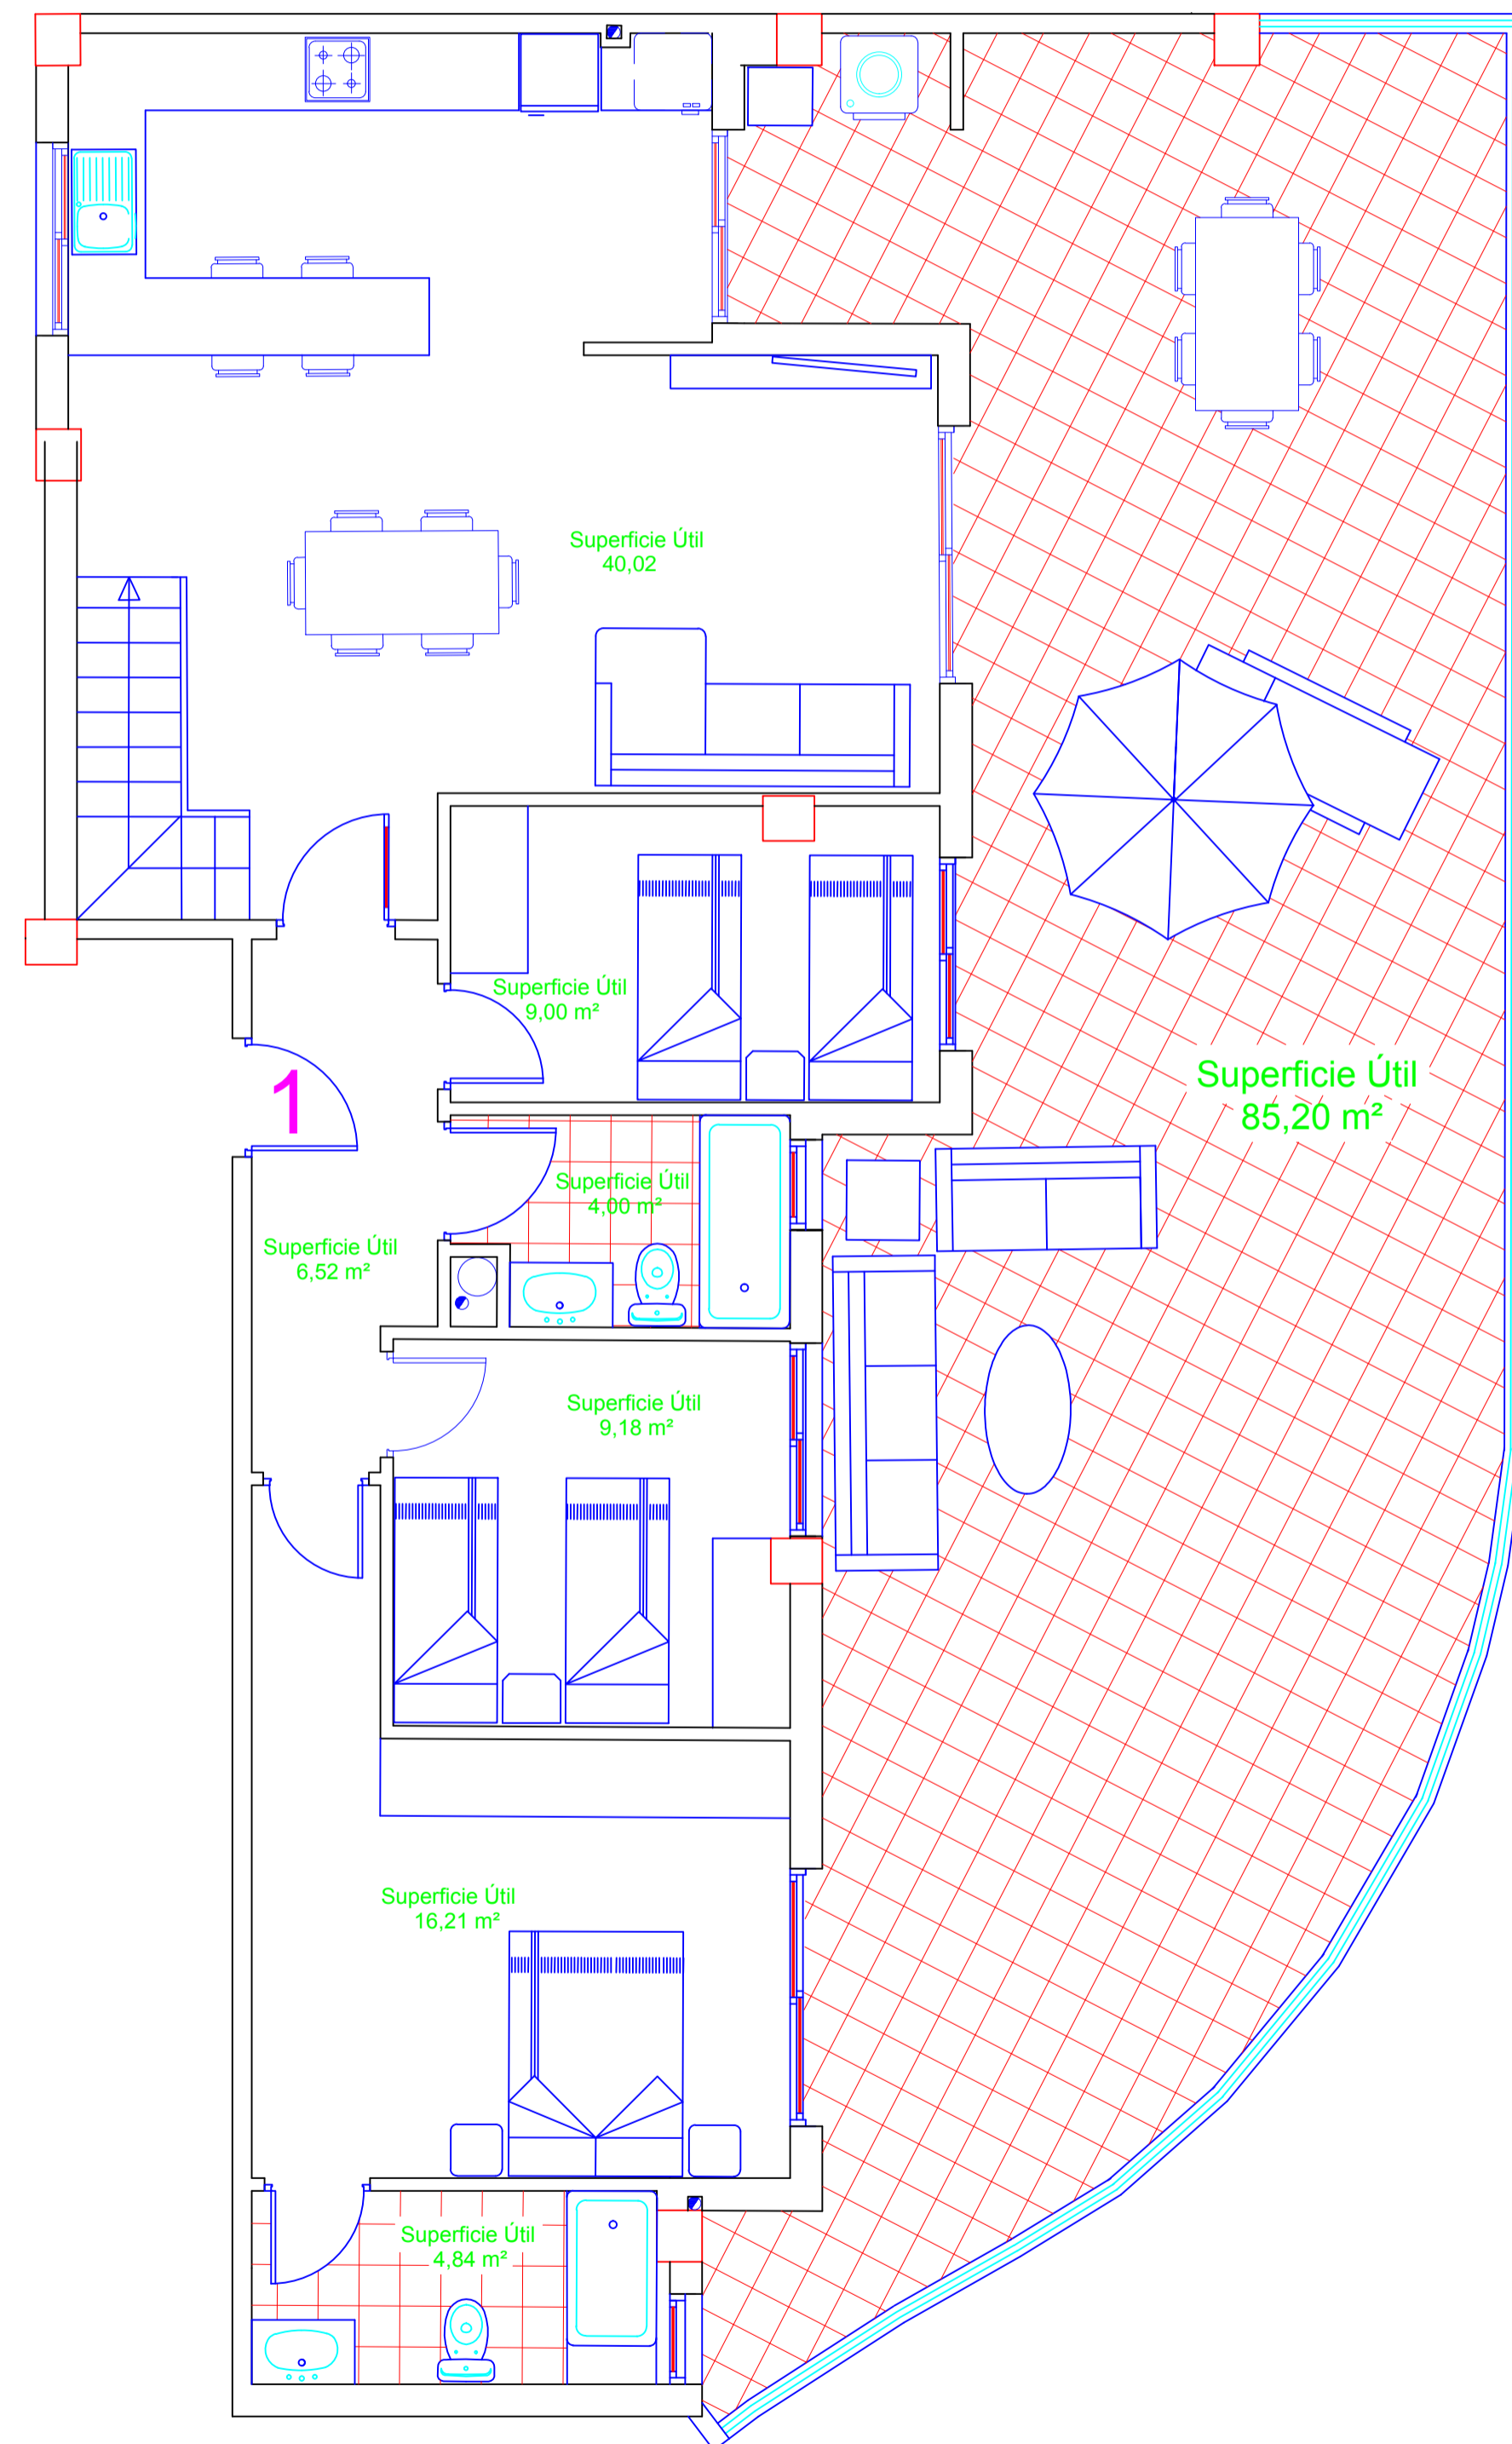 Superficie Útil
40,02
Superficie Útil
9,00 m²
1
Superficie Útil
85,20 m²
Superficie Útil
4,00 m²
Superficie Útil
6,52 m²
Superficie Útil
9,18 m²
Superficie Útil
16,21 m²
Superficie Útil
4,84 m²